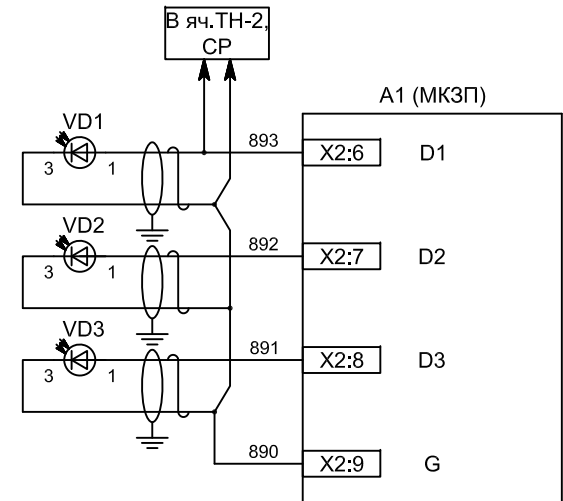 В яч.ТН-2,
СР
А1 (МКЗП)
VD1
893
X2:6
D1
3
1
VD2
892
X2:7
D2
3
1
VD3
891
X2:8
D3
3
1
890
X2:9
G